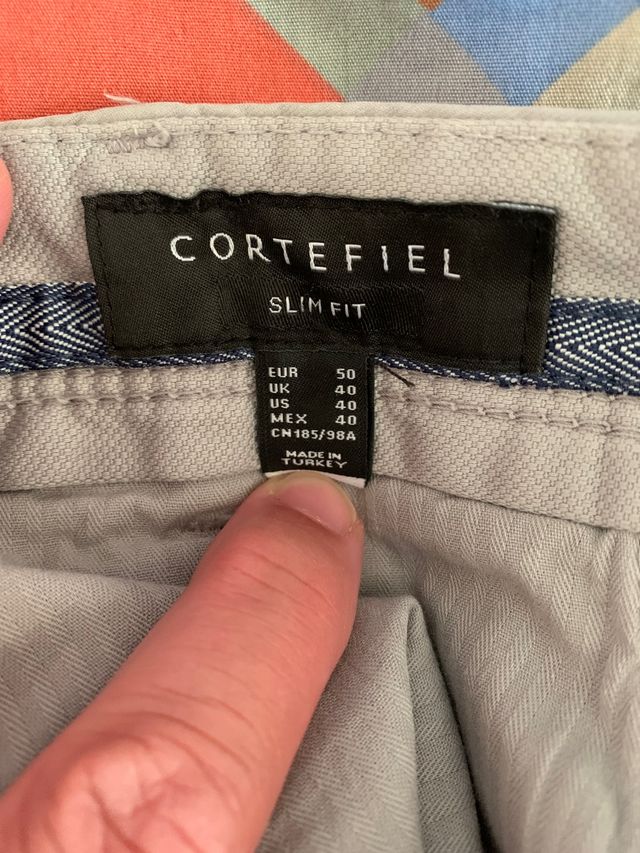 CORTEFIEL
SLIM FIT
EUR 50
UK 40
US 40
MEX 40
CN185/98A
MADE IN
TURKEY